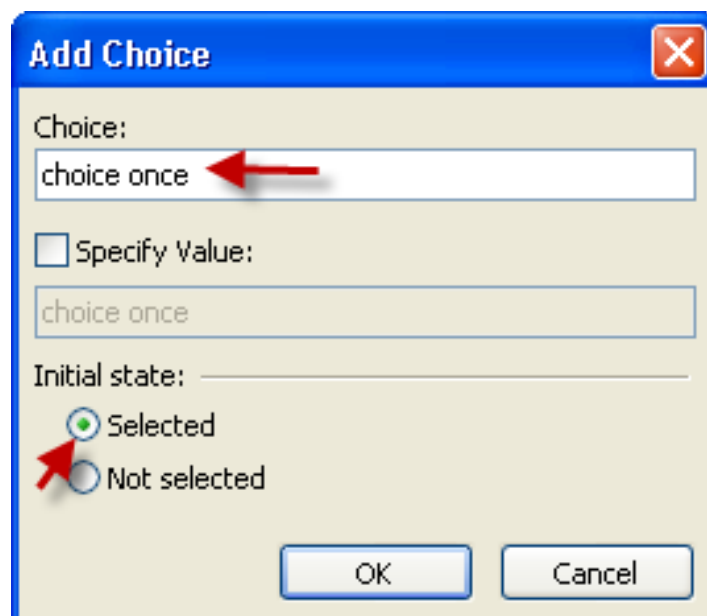 Add Choice
Choice:
choice once
Specify Value:
choice once
Initial state:
Selected
Not selected
OK Cancel